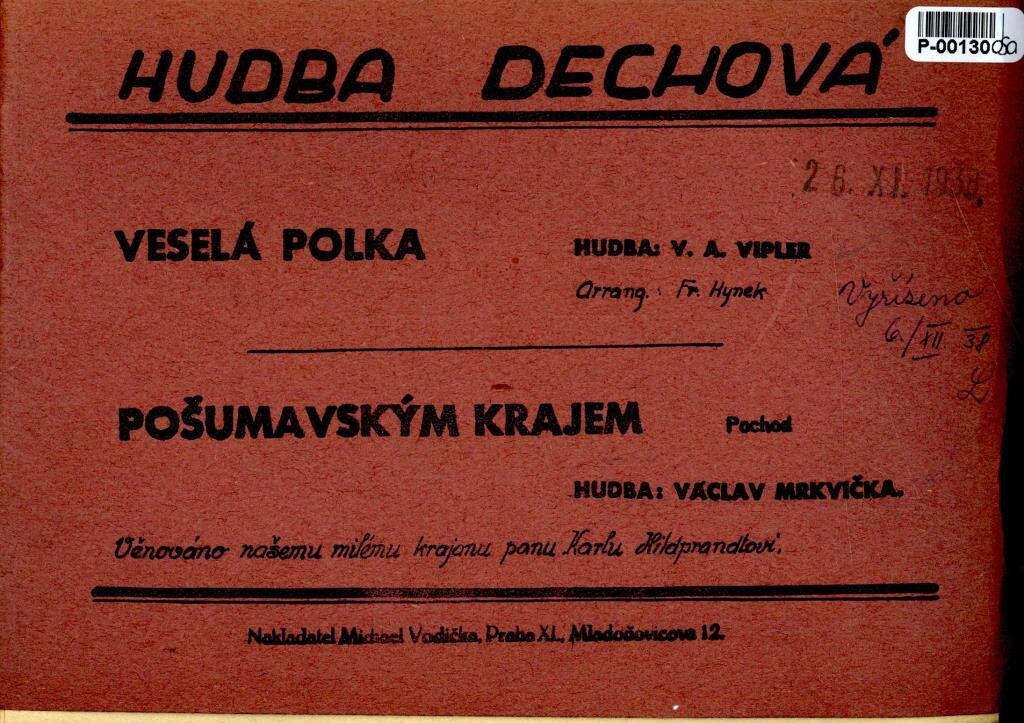 P-00130
HUDBA DECHOVÁ
26. XI. 1938.
VESELÁ POLKA
HUDBA: V. A. VIPLER
Arrang.: Fr. Hynek
Vyřízeno
6./XII. 38
POŠUMAVSKÝM KRAJEM Pochod
HUDBA: VÁCLAV MRKVIČKA.
Věnováno našemu milému krajanu panu Karlu Hildprandtovi.
Nakladatel Michael Vodička, Praha XI., Mladoňovicova 12.